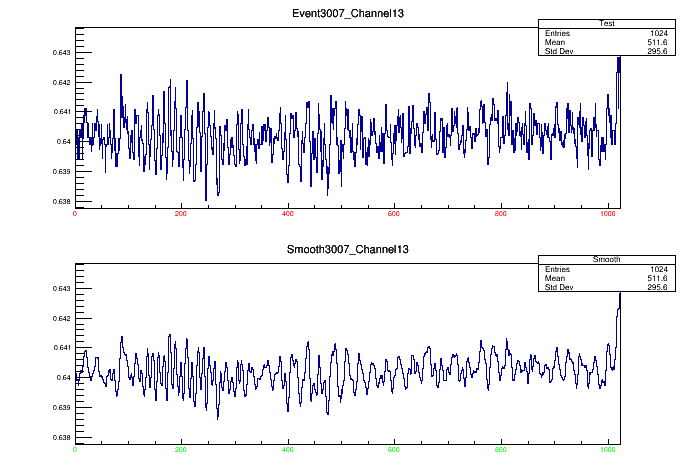 Event3007_Channel13
Test
Entries 1024
Mean 511.6
Std Dev 295.6
0.643
0.642
0.641
0.64
0.639
0.638
0 200 400 600 800 1000
Smooth3007_Channel13
Smooth
Entries 1024
Mean 511.6
Std Dev 295.6
0.643
0.642
0.641
0.64
0.639
0.638
0 200 400 600 800 1000